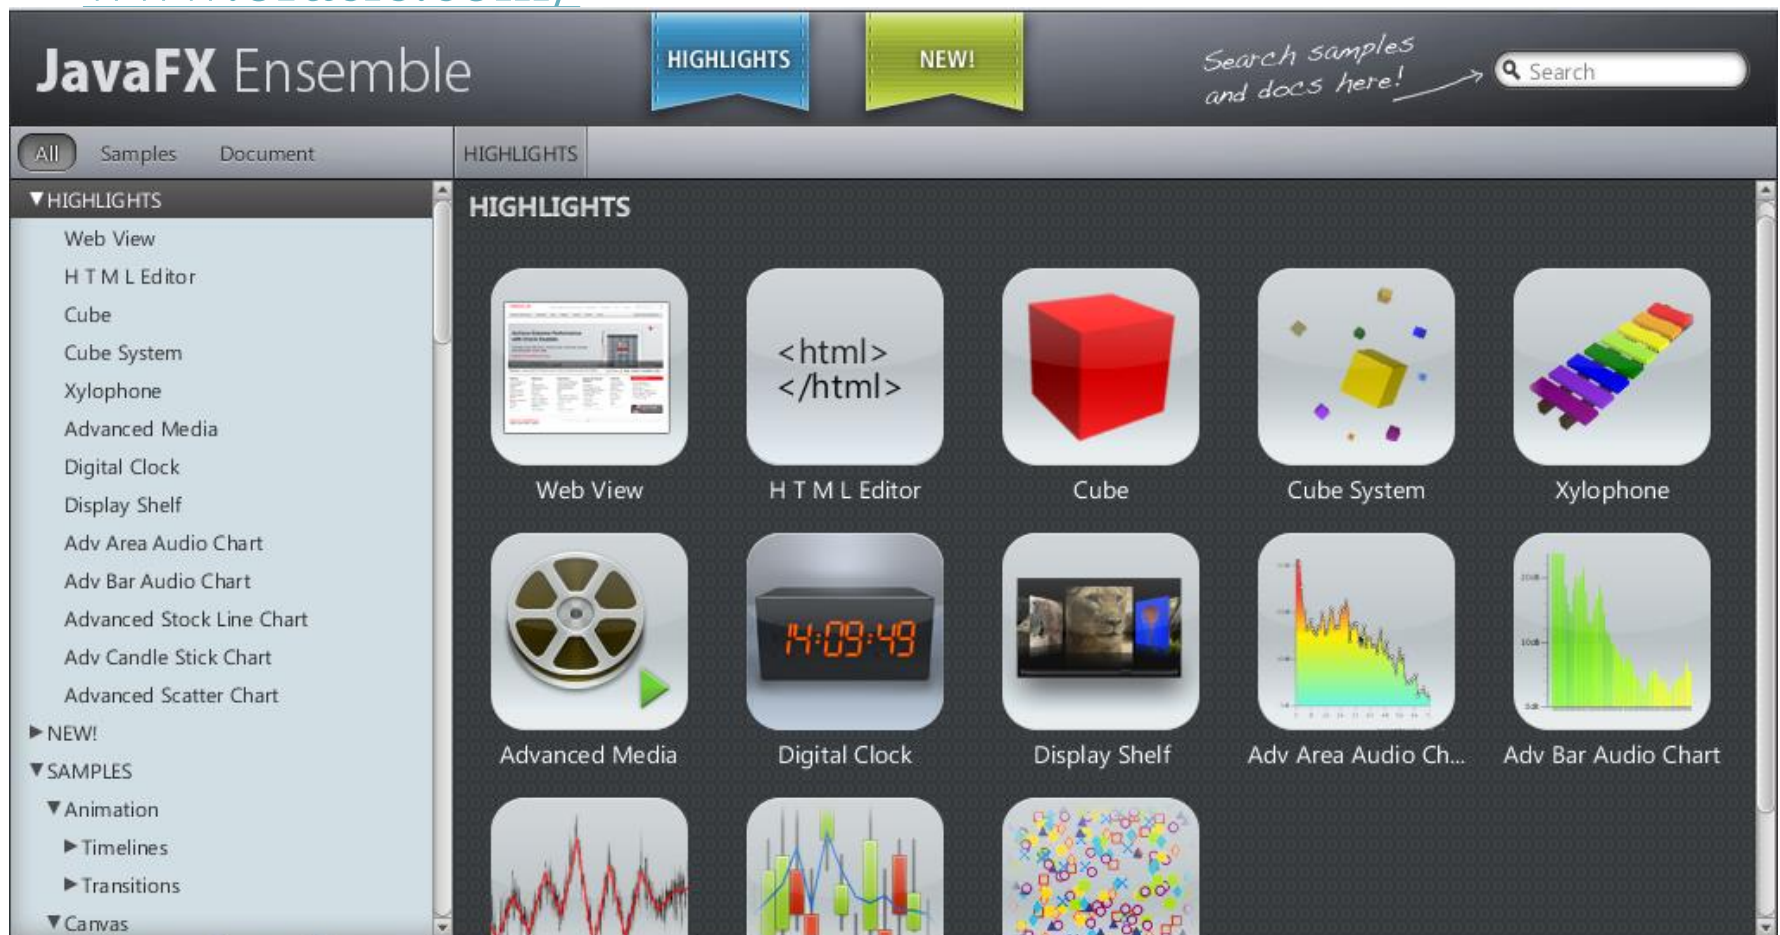 JavaFX Ensemble
HIGHLIGHTS
NEW!
Search samples
and docs here!
Search
All
Samples
Document
HIGHLIGHTS
HIGHLIGHTS
Web View
H T M L Editor
Cube
Cube System
Xylophone
Advanced Media
Digital Clock
Display Shelf
Adv Area Audio Chart
Adv Bar Audio Chart
Advanced Stock Line Chart
Adv Candle Stick Chart
Advanced Scatter Chart
NEW!
SAMPLES
Animation
Timelines
Transitions
Canvas
HIGHLIGHTS
<html>
</html>
Web View
H T M L Editor
Cube
Cube System
Xylophone
14:09:49
Advanced Media
Digital Clock
Display Shelf
Adv Area Audio Ch...
Adv Bar Audio Chart